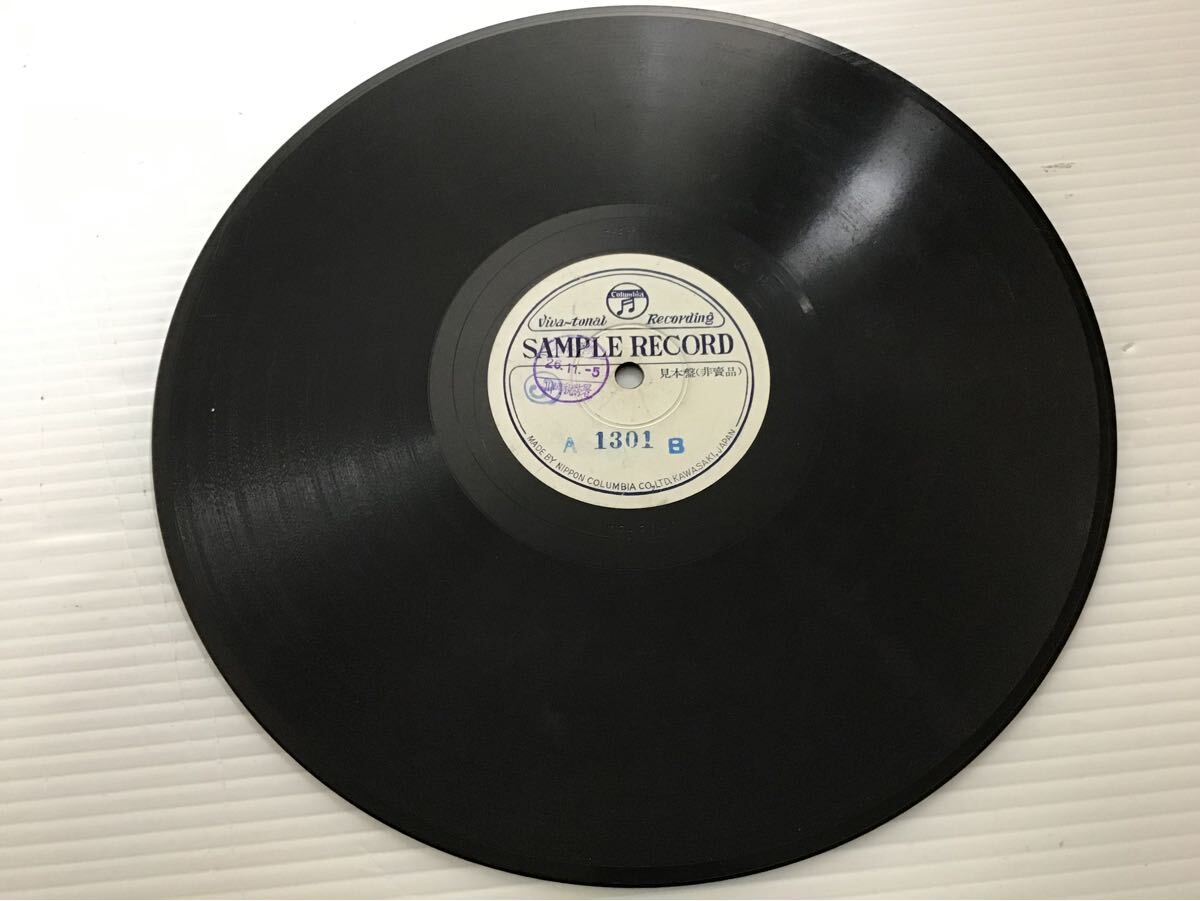 Columbia
Viva-tonal Recording
SAMPLE RECORD
26.11.-5
見本盤(非賣品)
A 1301 B
MADE BY NIPPON COLUMBIA CO., LTD. KAWASAKI, JAPAN